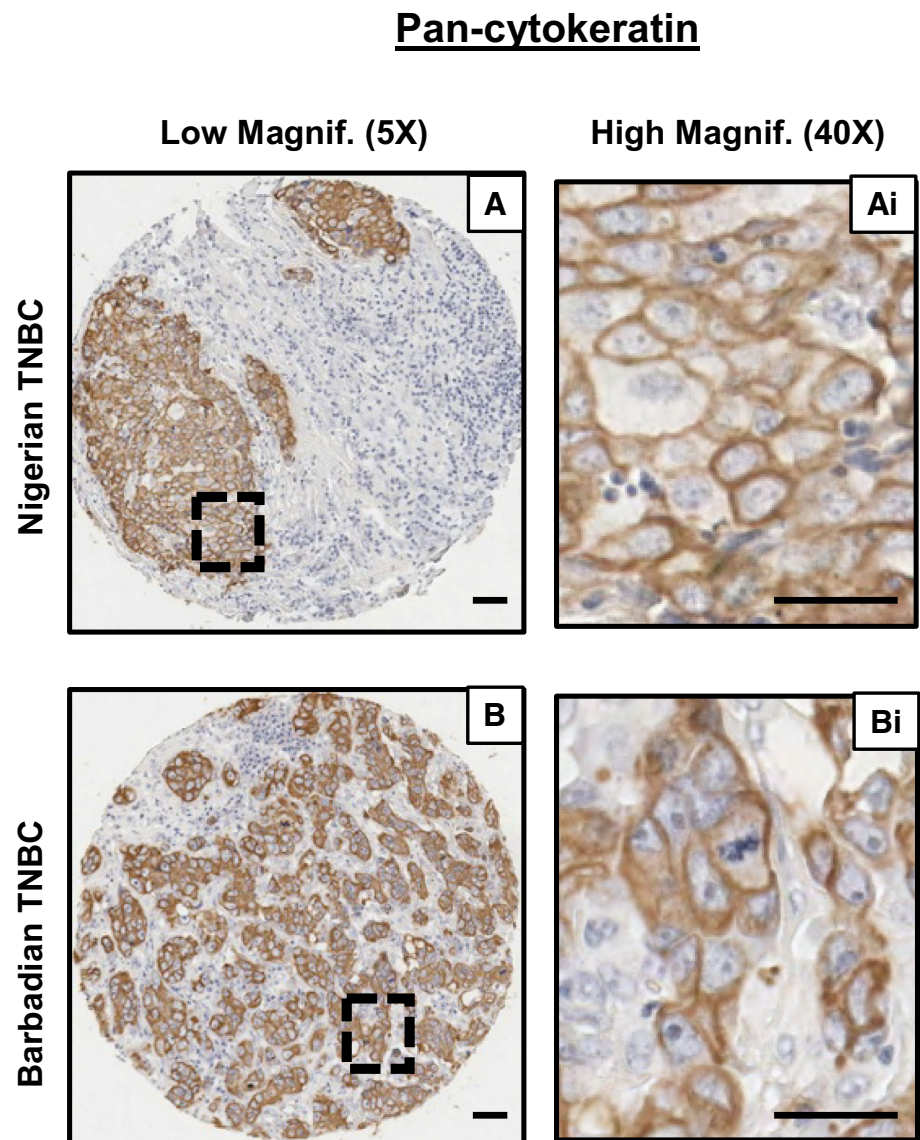 Pan-cytokeratin
Low Magnif. (5X)
High Magnif. (40X)
Nigerian TNBC
A
Ai
Barbadian TNBC
B
Bi